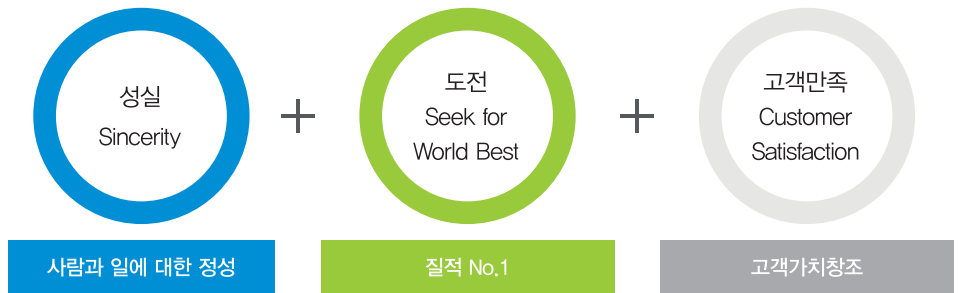 성실
Sincerity
+
도전
Seek for
World Best
+
고객만족
Customer
Satisfaction
사람과 일에 대한 정성
질적 No.1
고객가치창조